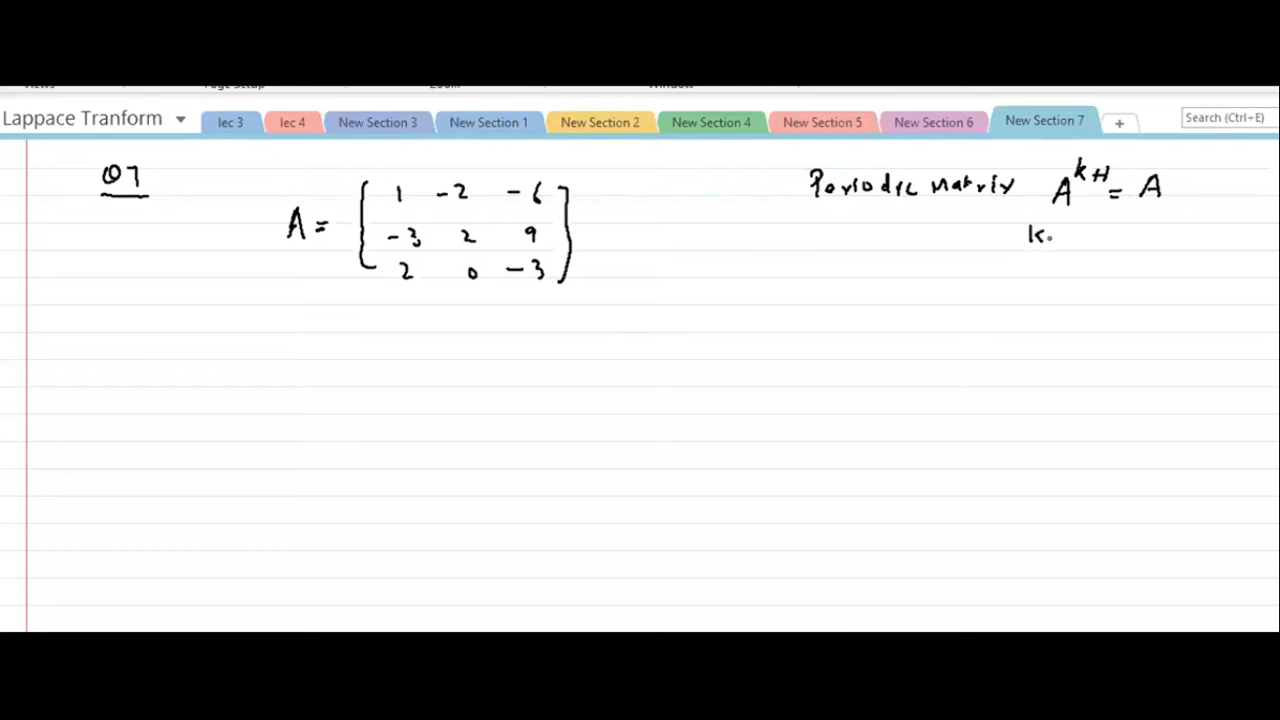 Lappace Tranform lec 3 lec 4 New Section 3 New Section 1 New Section 2 New Section 4 New Section 5 New Section 6 New Section 7 + Search (Ctrl+E)
Q7
Periodic Matrix A^{k+1} = A
A = [ 1 -2 -6
-3 2 9
2 0 -3 ]
k.